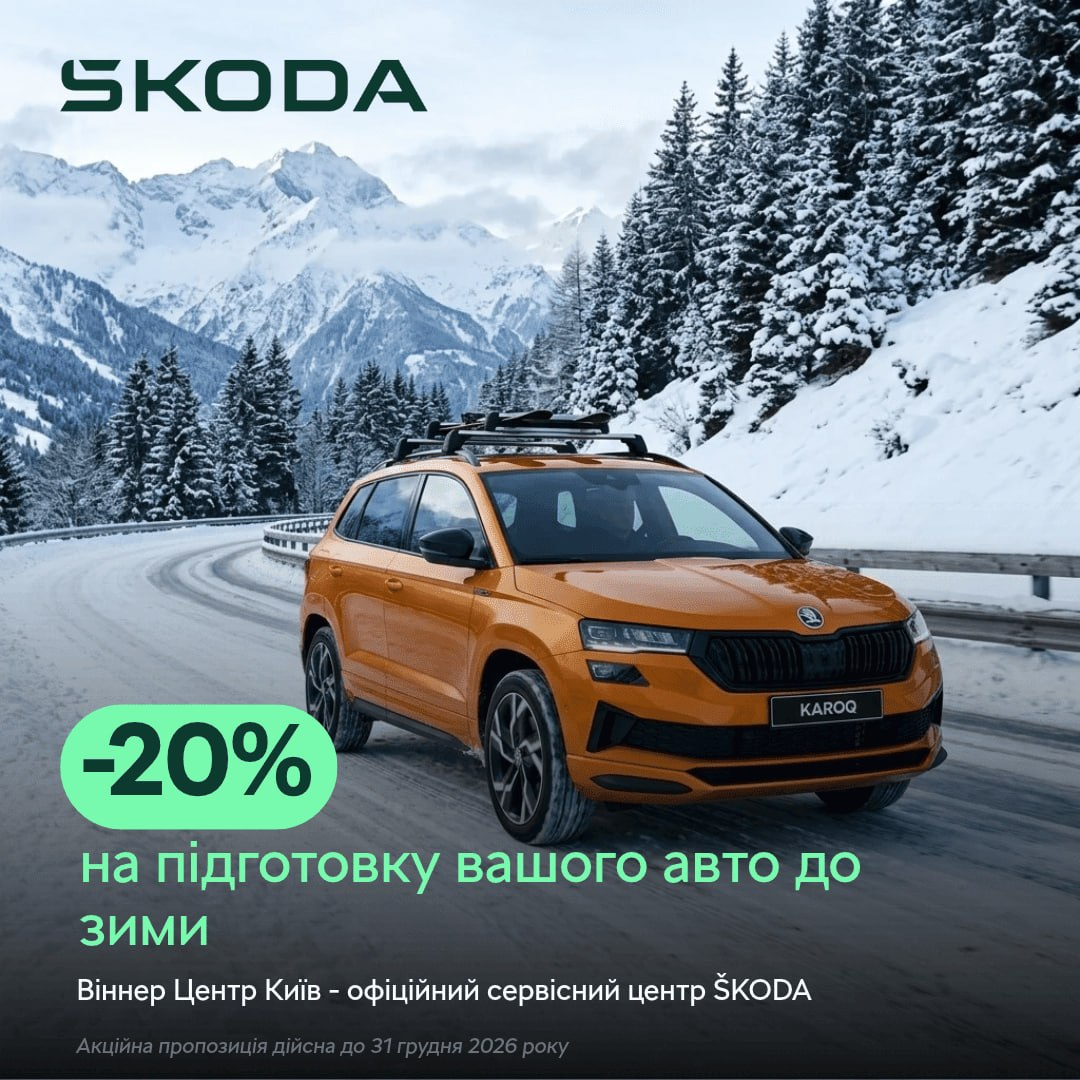 ŠKODA
KAROQ
-20%
на підготовку вашого авто до
зими
Віннер Центр Київ - офіційний сервісний центр ŠKODA
Акційна пропозиція дійсна до 31 грудня 2026 року